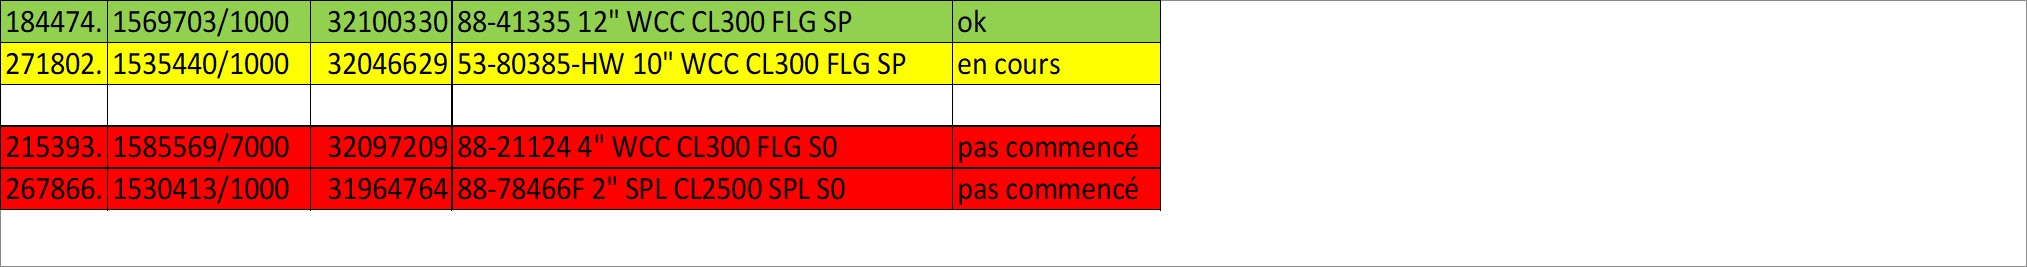 184474. 1569703/1000 32100330 88-41335 12" WCC CL300 FLG SP ok
271802. 1535440/1000 32046629 53-80385-HW 10" WCC CL300 FLG SP en cours
215393. 1585569/7000 32097209 88-21124 4" WCC CL300 FLG S0 pas commencé
267866. 1530413/1000 31964764 88-78466F 2" SPL CL2500 SPL S0 pas commencé